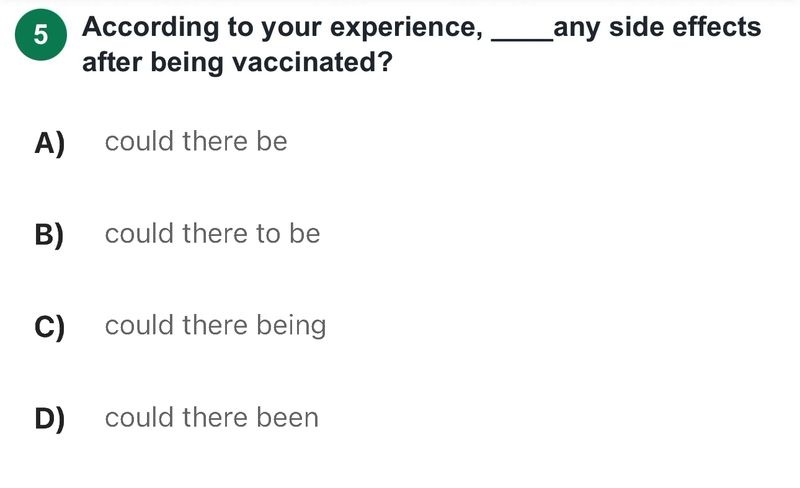 5 According to your experience, ____any side effects
after being vaccinated?
A) could there be
B) could there to be
C) could there being
D) could there been